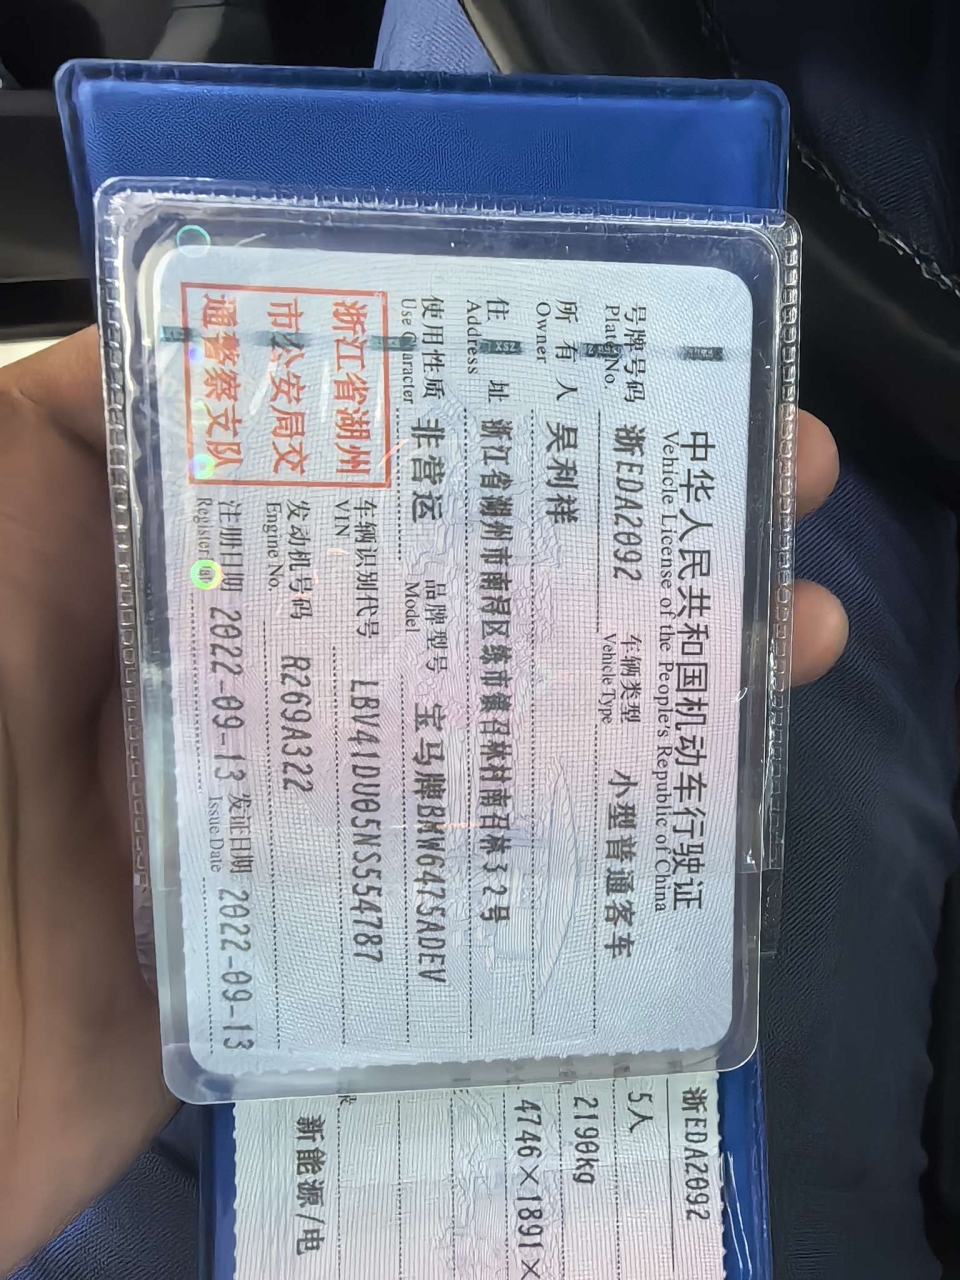 中华人民共和国机动车行驶证
Vehicle License of the People's Republic of China
号牌号码 浙EDA2092 车辆类型 小型普通客车
Plate No. Vehicle Type
所有人 吴利祥
Owner
住址 浙江省湖州市南浔区练市镇召林村南召林32号
Address
使用性质 非营运 品牌型号 宝马牌BMW6475ADEV
Use Character Model
浙江省湖州
市公安局交
通警察支队
车辆识别代号 LBV41DU05NS554787
VIN
发动机号码 R269A322
Engine No.
注册日期 2022-09-13 发证日期 2022-09-13
Register Issue Date
XSZ
浙EDA2092
5人
2190kg
4746×1891×
新能源/电